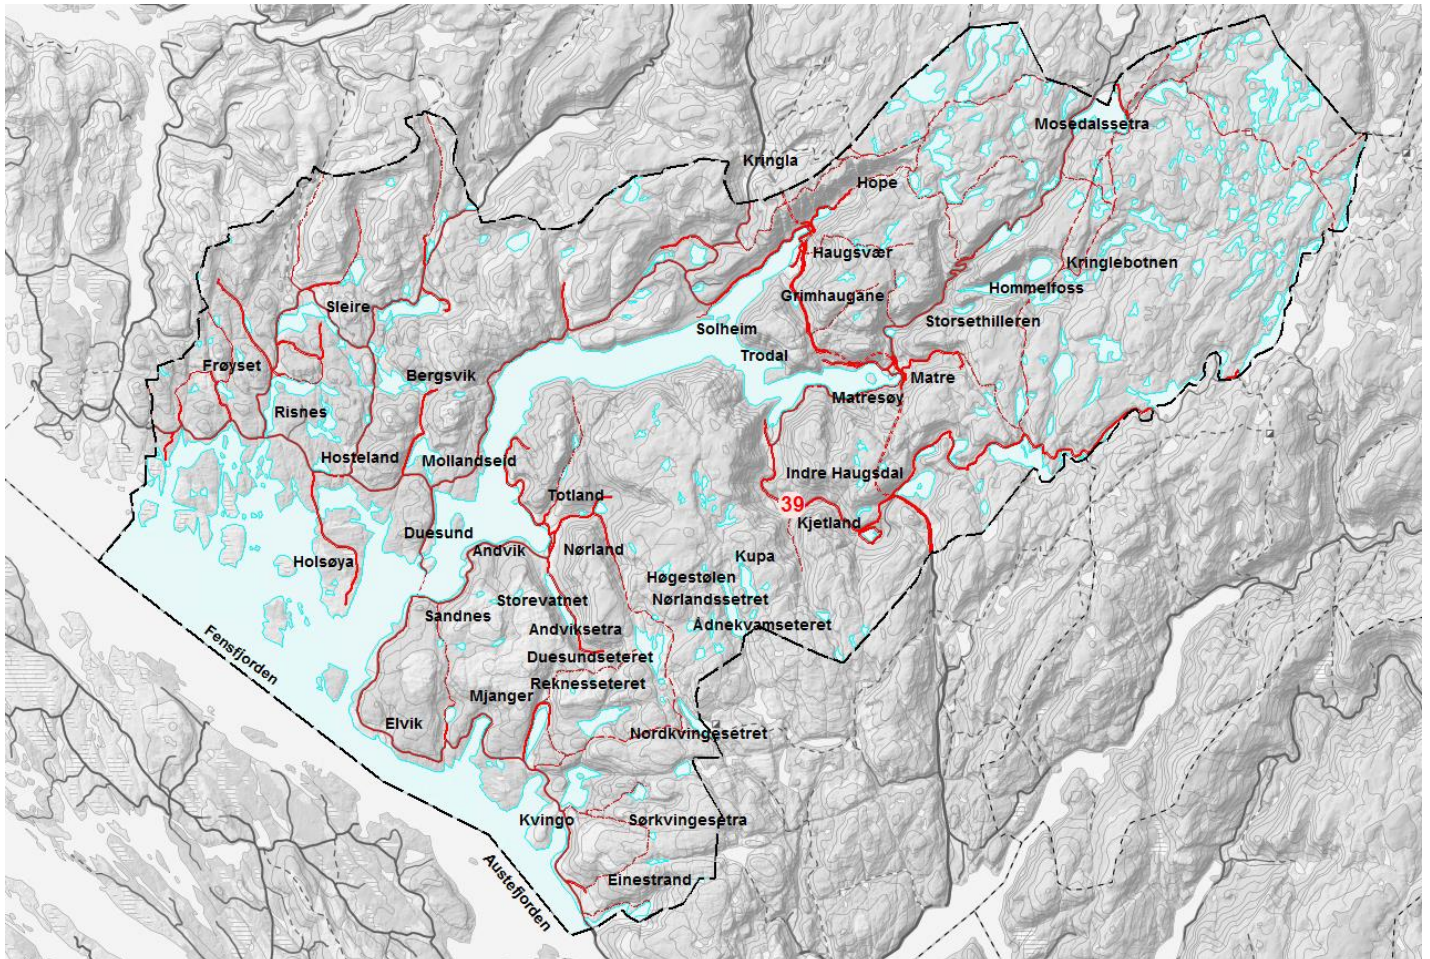 Mosedalssetra
Kringla
Hope
Haugsvær
Kringlebotnen
Hommelfoss
Grimhaugane
Sleire
Storsethilleren
Solheim
Trodal
Frøyset
Bergsvik
Matre
Matresøy
Risnes
Hosteland
Mollandseid
Indre Haugsdal
Totland
39
Kjetland
Duesund
Andvik
Nørland
Kupa
Holsøya
Høgestølen
Storevatnet
Nørlandssetret
Sandnes
Ådnekvamseteret
Andviksetra
Fensfjorden
Duesundseteret
Reknesseteret
Mjanger
Elvik
Nordkvingesetret
Kvingo
Sørkvingesetra
Einestrand
Austefjorden